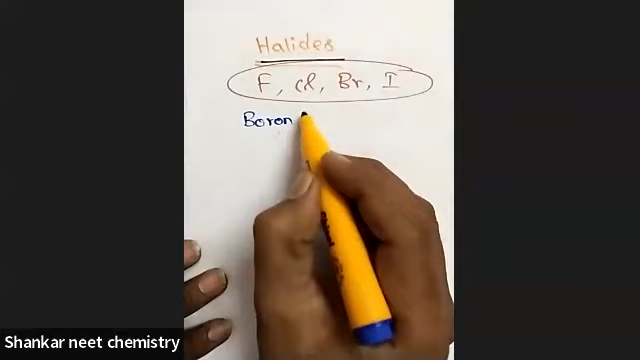 Halides
F, Cl, Br, I
Boron
Shankar neet chemistry